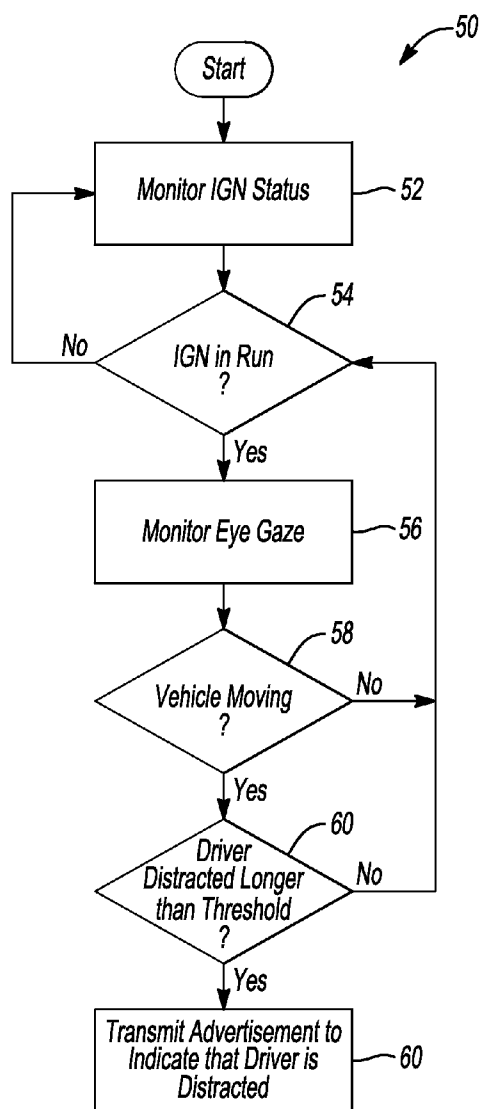 50
Start
Monitor IGN Status
52
54
No
IGN in Run
?
Yes
Monitor Eye Gaze
56
58
Vehicle Moving
?
No
Yes
60
Driver
Distracted Longer
than Threshold
?
No
Yes
Transmit Advertisement to
Indicate that Driver is
Distracted
60